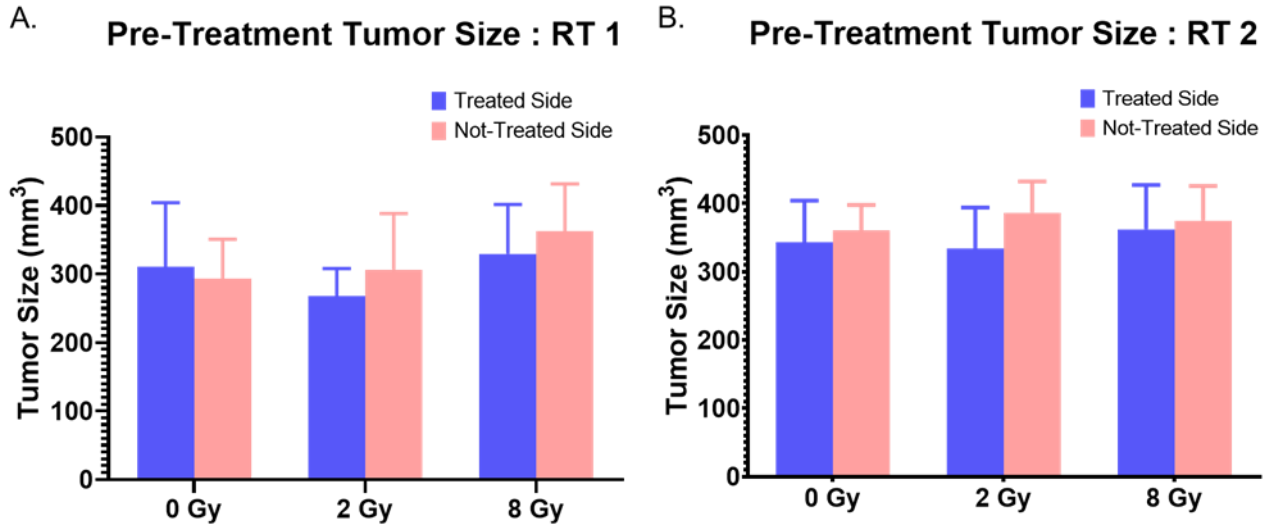 A.
Pre-Treatment Tumor Size : RT 1
Treated Side
Not-Treated Side
Tumor Size (mm³)
500
400
300
200
100
0
0 Gy
2 Gy
8 Gy
B.
Pre-Treatment Tumor Size : RT 2
Treated Side
Not-Treated Side
Tumor Size (mm³)
500
400
300
200
100
0
0 Gy
2 Gy
8 Gy